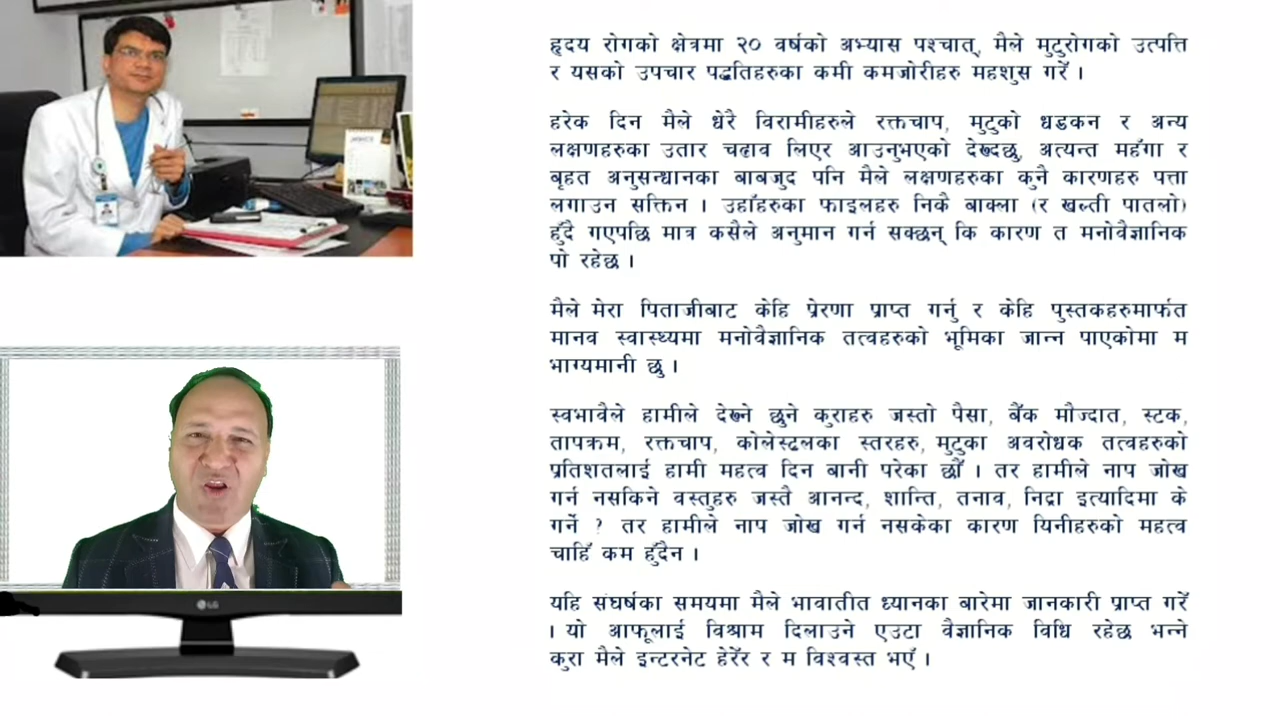 हृदय रोगको क्षेत्रमा २० वर्षको अभ्यास पश्चात्, मैले मुटुरोगको उत्पत्ति
र यसको उपचार पद्धतिहरुका कमी कमजोरीहरु महशुस गरेँ ।
हरेक दिन मैले धेरै विरामीहरुले रक्तचाप, मुटुको धडकन र अन्य
लक्षणहरुका उतार चढाव लिएर आउनुभएको देख्दछु, अत्यन्त महँगा र
बृहत अनुसन्धानका बाबजुद पनि मैले लक्षणहरुका कुनै कारणहरु पत्ता
लगाउन सक्तिन । उहाँहरुका फाइलहरु निकै बाक्ला (र खल्ती पातलो)
हुँदै गएपछि मात्र कसैले अनुमान गर्न सक्छन् कि कारण त मनोवैज्ञानिक
पो रहेछ ।
मैले मेरा पिताजीबाट केहि प्रेरणा प्राप्त गर्नु र केहि पुस्तकहरुमार्फत
मानव स्वास्थ्यमा मनोवैज्ञानिक तत्वहरुको भूमिका जान्न पाएकोमा म
भाग्यमानी छु ।
स्वभावैले हामीले देख्ने छुने कुराहरु जस्तो पैसा, बैँक मौज्दात, स्टक,
तापक्रम, रक्तचाप, कोलेस्ट्रलका स्तरहरु, मुटुका अवरोधक तत्वहरुको
प्रतिशतलाई हामी महत्व दिन बानी परेका छौँ । तर हामीले नाप जोख
गर्न नसकिने वस्तुहरु जस्तै आनन्द, शान्ति, तनाव, निद्रा इत्यादिमा के
गर्ने ? तर हामीले नाप जोख गर्न नसकेका कारण यिनीहरुको महत्व
चाहिँ कम हुँदैन ।
यहि संघर्षका समयमा मैले भावातीत ध्यानका बारेमा जानकारी प्राप्त गरेँ
। यो आफूलाई विश्राम दिलाउने एउटा वैज्ञानिक विधि रहेछ भन्ने
कुरा मैले इन्टरनेट हेरेँर र म विश्वस्त भएँ ।
LG